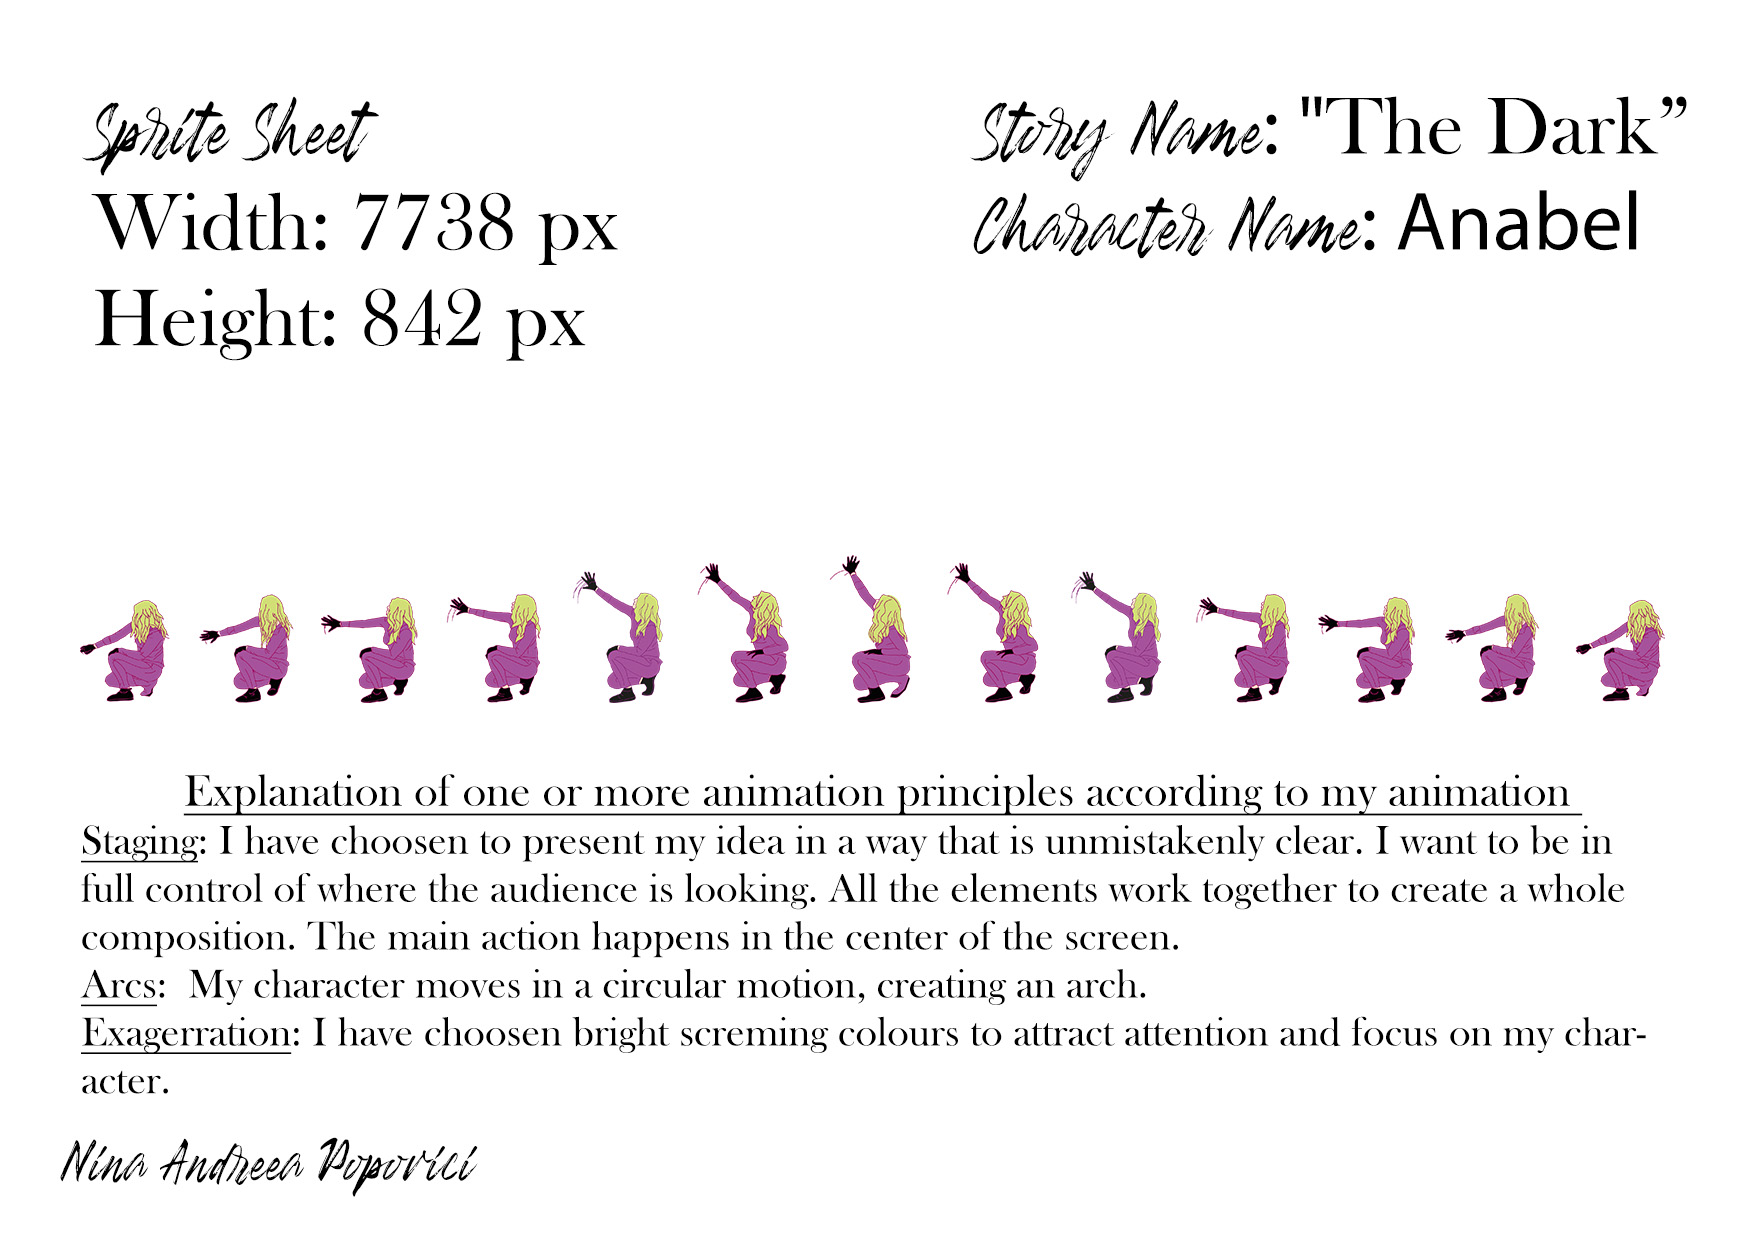 Sprite Sheet
Width: 7738 px
Height: 842 px
Story Name: "The Dark”
Character Name: Anabel
Explanation of one or more animation principles according to my animation
Staging: I have choosen to present my idea in a way that is unmistakenly clear. I want to be in
full control of where the audience is looking. All the elements work together to create a whole
composition. The main action happens in the center of the screen.
Arcs:  My character moves in a circular motion, creating an arch.
Exagerration: I have choosen bright screming colours to attract attention and focus on my char-
acter.
Nina Andreea Popovici